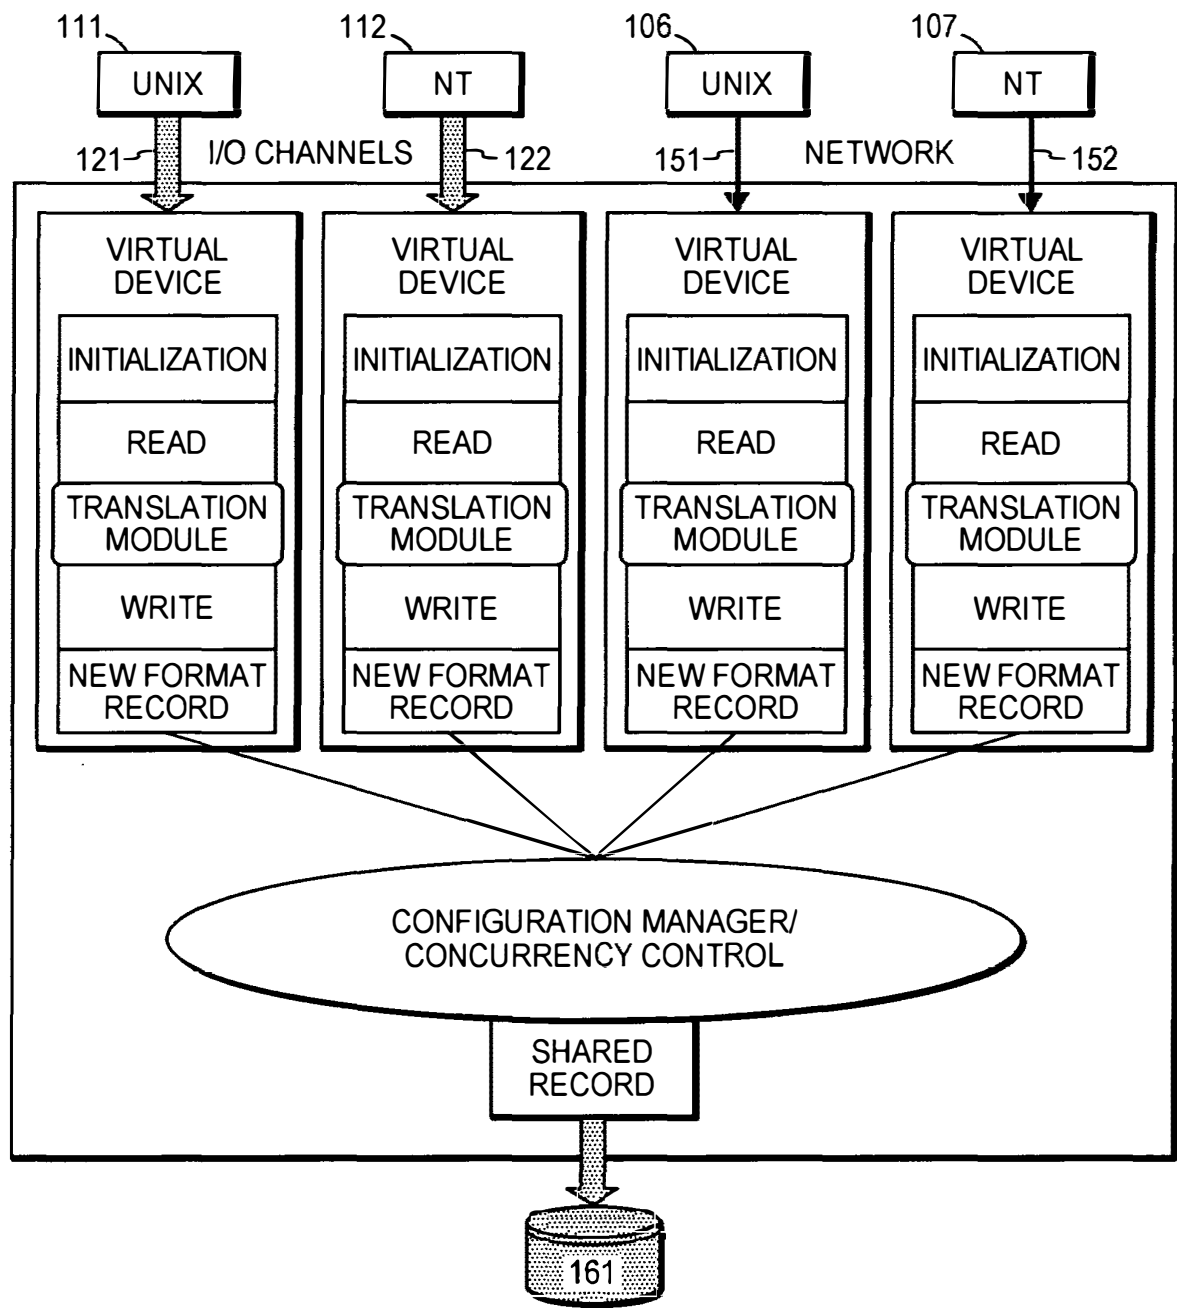 111
112
106
107
UNIX
NT
UNIX
NT
121
I/O CHANNELS
122
151
NETWORK
152
VIRTUAL
DEVICE
INITIALIZATION
READ
TRANSLATION
MODULE
WRITE
NEW FORMAT
RECORD
VIRTUAL
DEVICE
INITIALIZATION
READ
TRANSLATION
MODULE
WRITE
NEW FORMAT
RECORD
VIRTUAL
DEVICE
INITIALIZATION
READ
TRANSLATION
MODULE
WRITE
NEW FORMAT
RECORD
VIRTUAL
DEVICE
INITIALIZATION
READ
TRANSLATION
MODULE
WRITE
NEW FORMAT
RECORD
CONFIGURATION MANAGER/
CONCURRENCY CONTROL
SHARED
RECORD
161